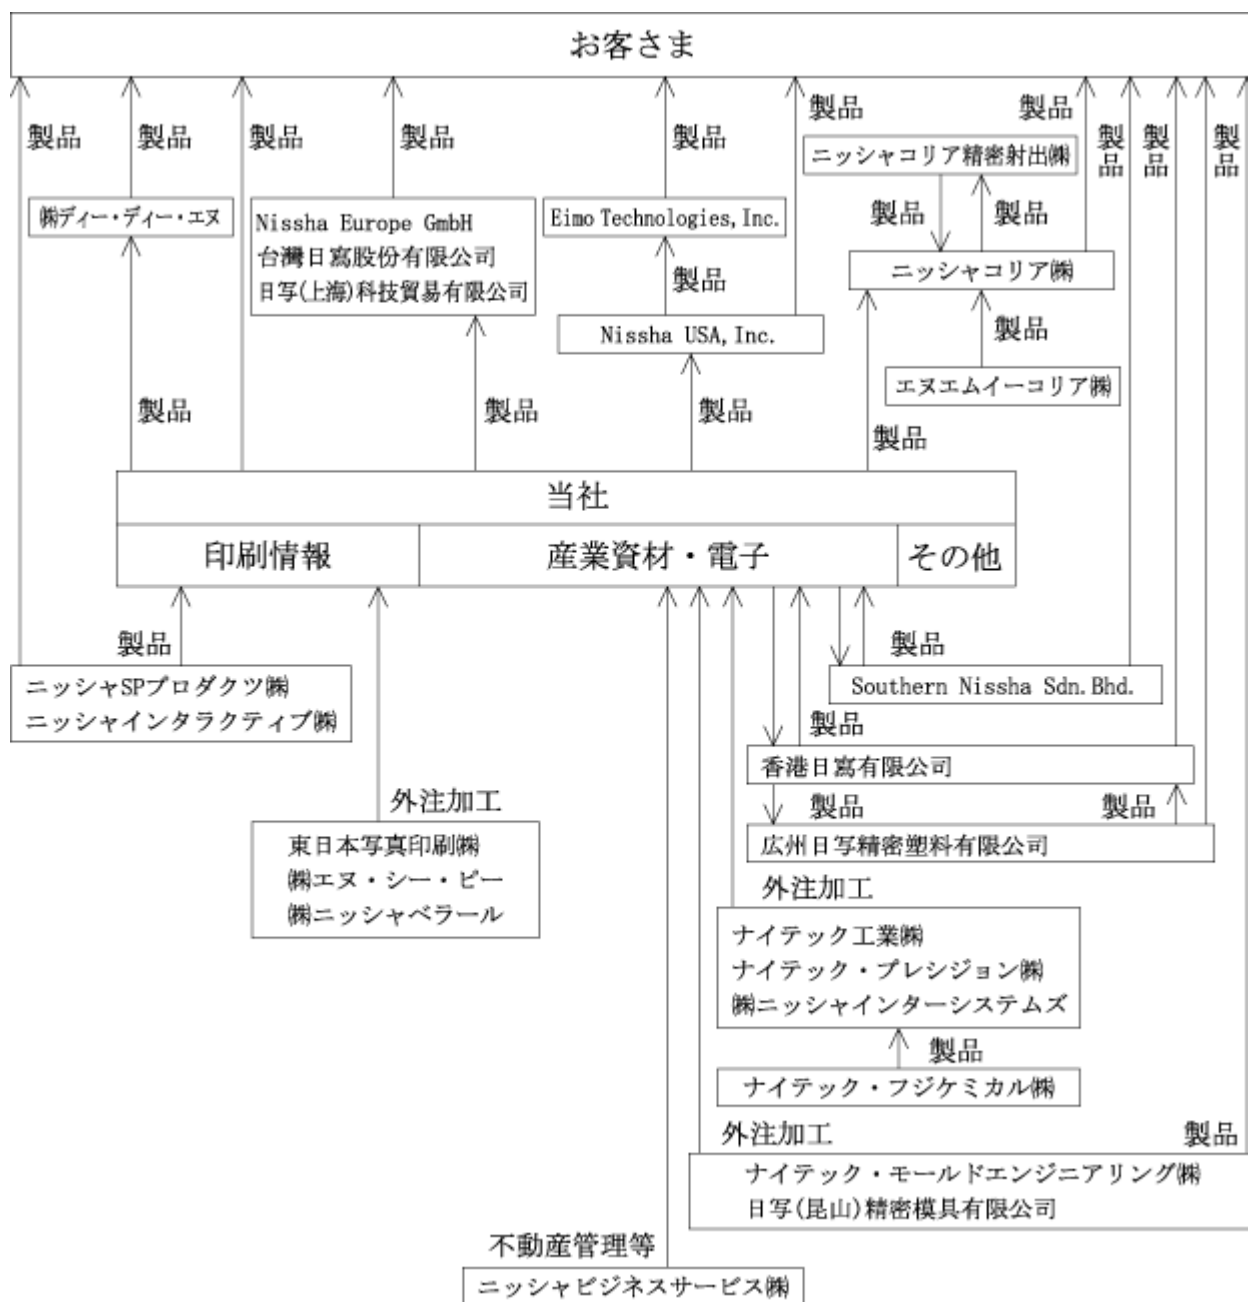 お客さま
製品
製品
製品
製品
製品
製品
製品
製品
製品
製品
ニッシャコリア精密射出㈱
㈱ディー・ディー・エヌ
Nissha Europe GmbH
台灣日寫股份有限公司
日写(上海)科技貿易有限公司
Eimo Technologies, Inc.
製品
製品
ニッシャコリア㈱
製品
製品
Nissha USA, Inc.
エヌエムイーコリア㈱
製品
製品
製品
製品
当社
印刷情報
産業資材・電子
その他
製品
製品
ニッシャSPプロダクツ㈱
ニッシャインタラクティブ㈱
Southern Nissha Sdn. Bhd.
製品
香港日寫有限公司
外注加工
製品
製品
東日本写真印刷㈱
㈱エヌ・シー・ピー
㈱ニッシャベラール
広州日写精密塑料有限公司
外注加工
ナイテック工業㈱
ナイテック・プレシジョン㈱
㈱ニッシャインターシステムズ
製品
ナイテック・フジケミカル㈱
外注加工
製品
ナイテック・モールドエンジニアリング㈱
日写(昆山)精密模具有限公司
不動産管理等
ニッシャビジネスサービス㈱